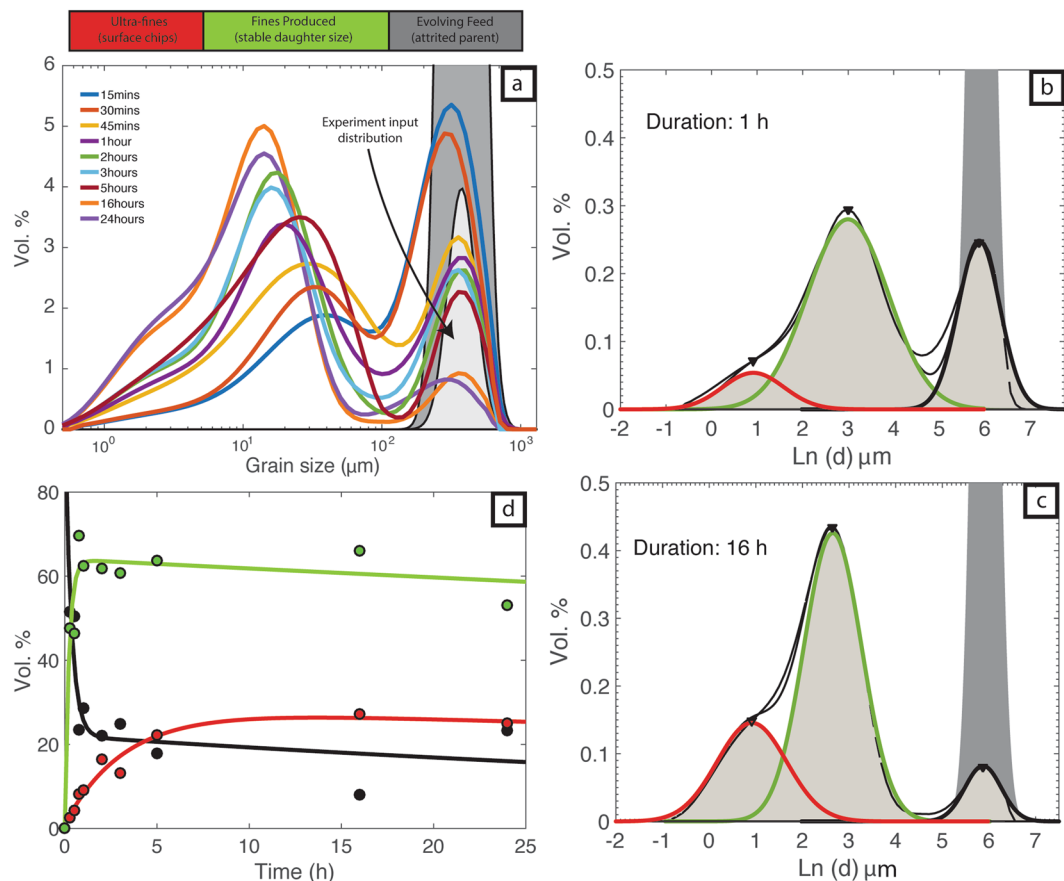 Ultra-fines
(surface chips)
Fines Produced
(stable daughter size)
Evolving Feed
(attrited parent)
a
6
5
4
3
2
1
0
Vol. %
15mins
30mins
45mins
1hour
2hours
3hours
5hours
16hours
24hours
Experiment input
distribution
10⁰
10¹
10²
10³
Grain size (μm)
b
Duration: 1 h
0.5
0.4
0.3
0.2
0.1
0
Vol. %
-2 -1 0 1 2 3 4 5 6 7
Ln (d) μm
d
80
60
40
20
0
Vol. %
0 5 10 15 20 25
Time (h)
c
Duration: 16 h
0.5
0.4
0.3
0.2
0.1
0
Vol. %
-2 -1 0 1 2 3 4 5 6 7
Ln (d) μm